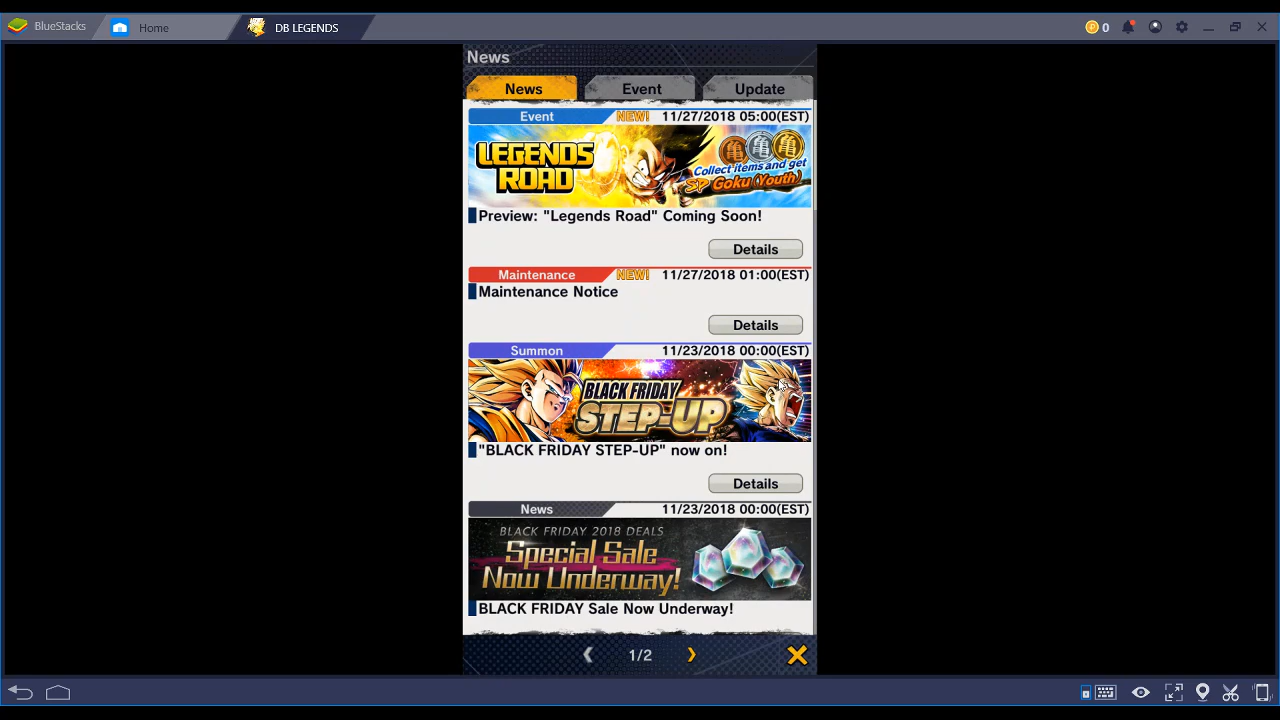 BlueStacks
Home
DB LEGENDS
0
News
News
Event
Update
Event
NEW!
11/27/2018 05:00(EST)
LEGENDS
ROAD
Collect items and get
SP Goku (Youth)
Preview: "Legends Road" Coming Soon!
Details
Maintenance
NEW!
11/27/2018 01:00(EST)
Maintenance Notice
Details
Summon
11/23/2018 00:00(EST)
BLACK FRIDAY
STEP-UP
"BLACK FRIDAY STEP-UP" now on!
Details
News
11/23/2018 00:00(EST)
BLACK FRIDAY 2018 DEALS
Special Sale
Now Underway!
BLACK FRIDAY Sale Now Underway!
1/2